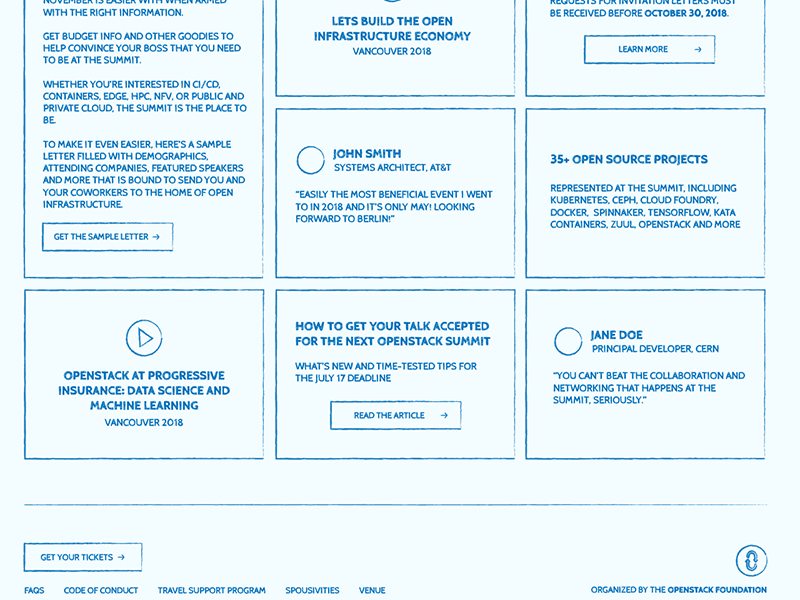 NOVEMBER IS EASIER WITH WHEN ARMED
WITH THE RIGHT INFORMATION.
GET BUDGET INFO AND OTHER GOODIES TO
HELP CONVINCE YOUR BOSS THAT YOU NEED
TO BE AT THE SUMMIT.
WHETHER YOU'RE INTERESTED IN CI/CD,
CONTAINERS, EDGE, HPC, NFV, OR PUBLIC AND
PRIVATE CLOUD, THE SUMMIT IS THE PLACE TO
BE.
TO MAKE IT EVEN EASIER, HERE'S A SAMPLE
LETTER FILLED WITH DEMOGRAPHICS,
ATTENDING COMPANIES, FEATURED SPEAKERS
AND MORE THAT IS BOUND TO SEND YOU AND
YOUR COWORKERS TO THE HOME OF OPEN
INFRASTRUCTURE.
GET THE SAMPLE LETTER →
LETS BUILD THE OPEN
INFRASTRUCTURE ECONOMY
VANCOUVER 2018
REQUESTS FOR INVITATION LETTERS MUST
BE RECEIVED BEFORE OCTOBER 30, 2018.
LEARN MORE →
JOHN SMITH
SYSTEMS ARCHITECT, AT&T
"EASILY THE MOST BENEFICIAL EVENT I WENT
TO IN 2018 AND IT'S ONLY MAY! LOOKING
FORWARD TO BERLIN!"
35+ OPEN SOURCE PROJECTS
REPRESENTED AT THE SUMMIT, INCLUDING
KUBERNETES, CEPH, CLOUD FOUNDRY,
DOCKER, SPINNAKER, TENSORFLOW, KATA
CONTAINERS, ZUUL, OPENSTACK AND MORE
OPENSTACK AT PROGRESSIVE
INSURANCE: DATA SCIENCE AND
MACHINE LEARNING
VANCOUVER 2018
HOW TO GET YOUR TALK ACCEPTED
FOR THE NEXT OPENSTACK SUMMIT
WHAT'S NEW AND TIME-TESTED TIPS FOR
THE JULY 17 DEADLINE
READ THE ARTICLE →
JANE DOE
PRINCIPAL DEVELOPER, CERN
"YOU CAN'T BEAT THE COLLABORATION AND
NETWORKING THAT HAPPENS AT THE
SUMMIT, SERIOUSLY."
GET YOUR TICKETS →
FAQS CODE OF CONDUCT TRAVEL SUPPORT PROGRAM SPOUSIVITIES VENUE
ORGANIZED BY THE OPENSTACK FOUNDATION